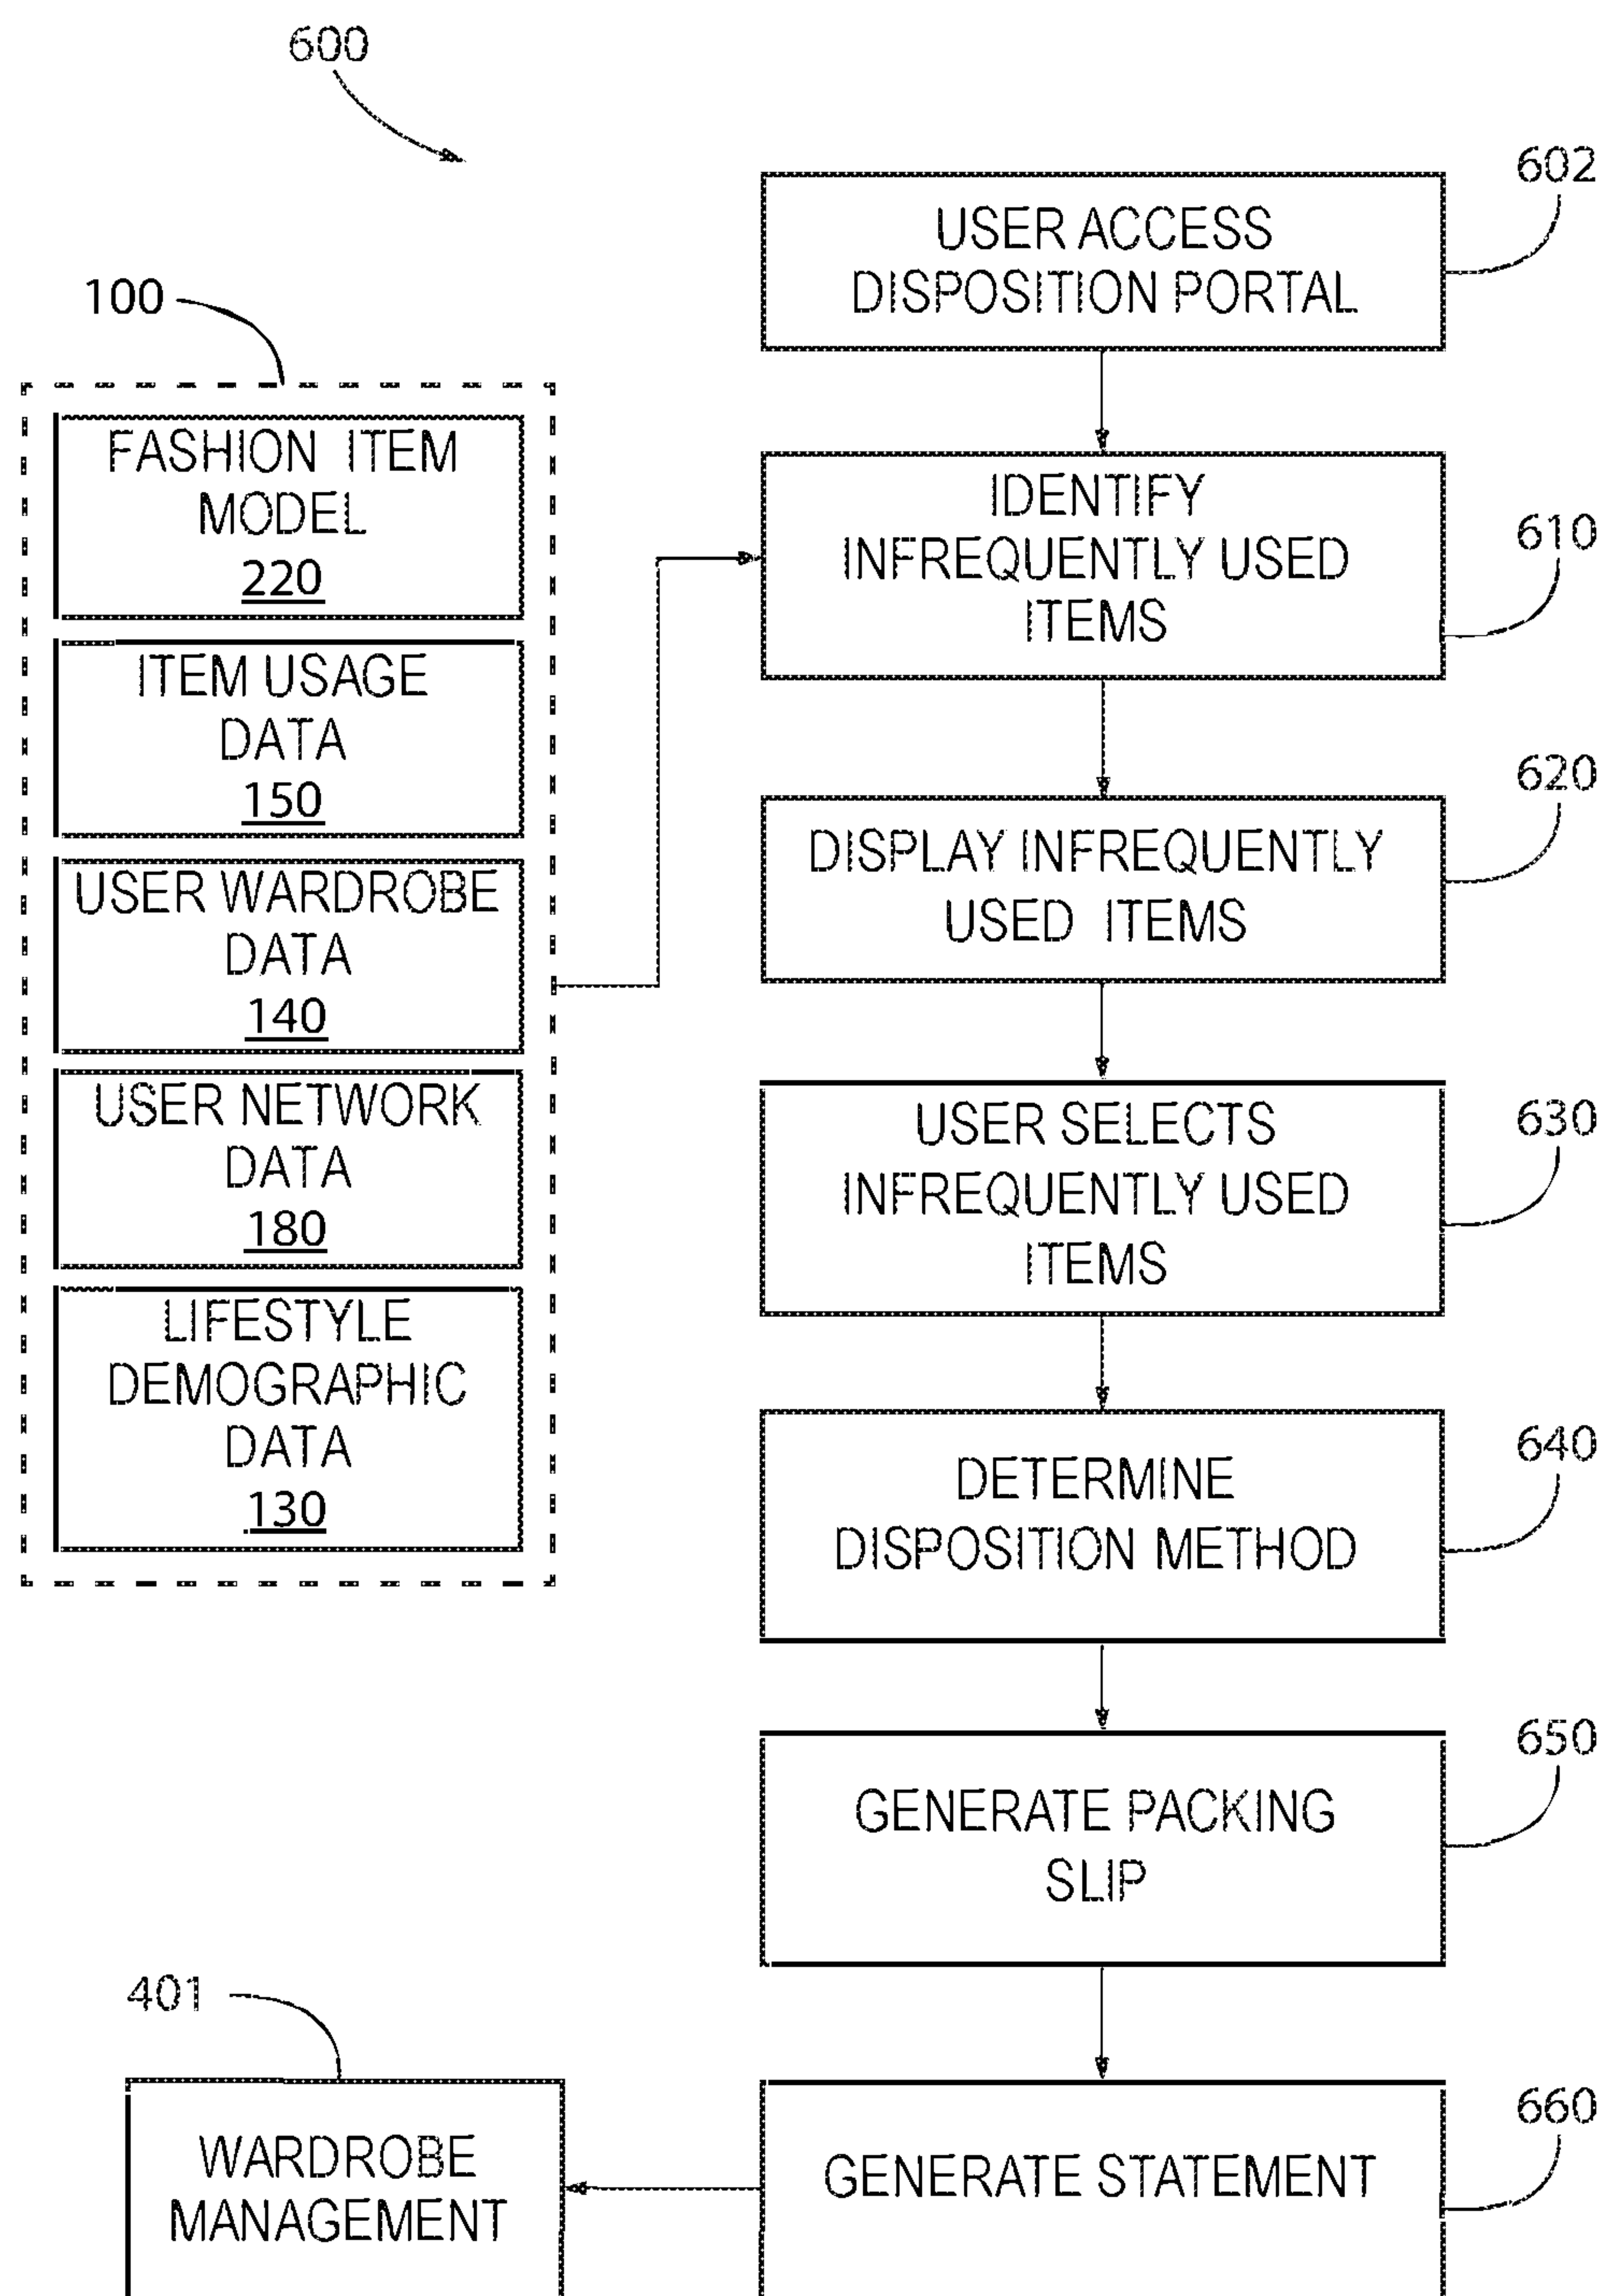 600
602
USER ACCESS
DISPOSITION PORTAL
100
FASHION ITEM
MODEL
220
ITEM USAGE
DATA
150
USER WARDROBE
DATA
140
USER NETWORK
DATA
180
LIFESTYLE
DEMOGRAPHIC
DATA
130
IDENTIFY
INFREQUENTLY USED
ITEMS
610
DISPLAY INFREQUENTLY
USED ITEMS
620
USER SELECTS
INFREQUENTLY USED
ITEMS
630
DETERMINE
DISPOSITION METHOD
640
GENERATE PACKING
SLIP
650
GENERATE STATEMENT
660
401
WARDROBE
MANAGEMENT